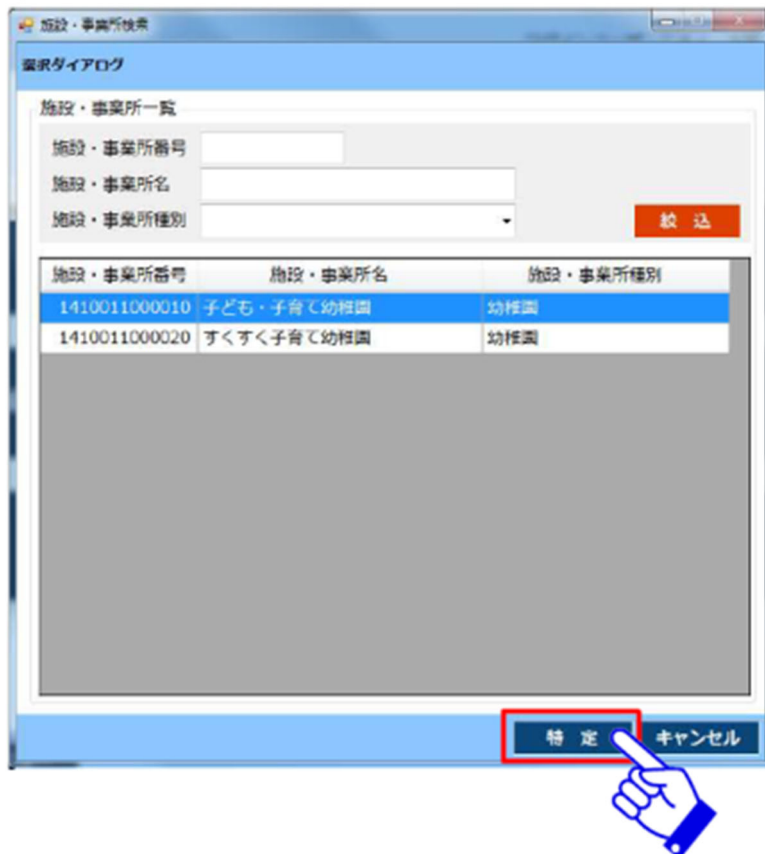 施設・事業所検索
選択ダイアログ
施設・事業所一覧
施設・事業所番号
施設・事業所名
施設・事業所種別
絞 込
施設・事業所番号 施設・事業所名 施設・事業所種別
1410011000010 子ども・子育て幼稚園 幼稚園
1410011000020 すくすく子育て幼稚園 幼稚園
特 定 キャンセル